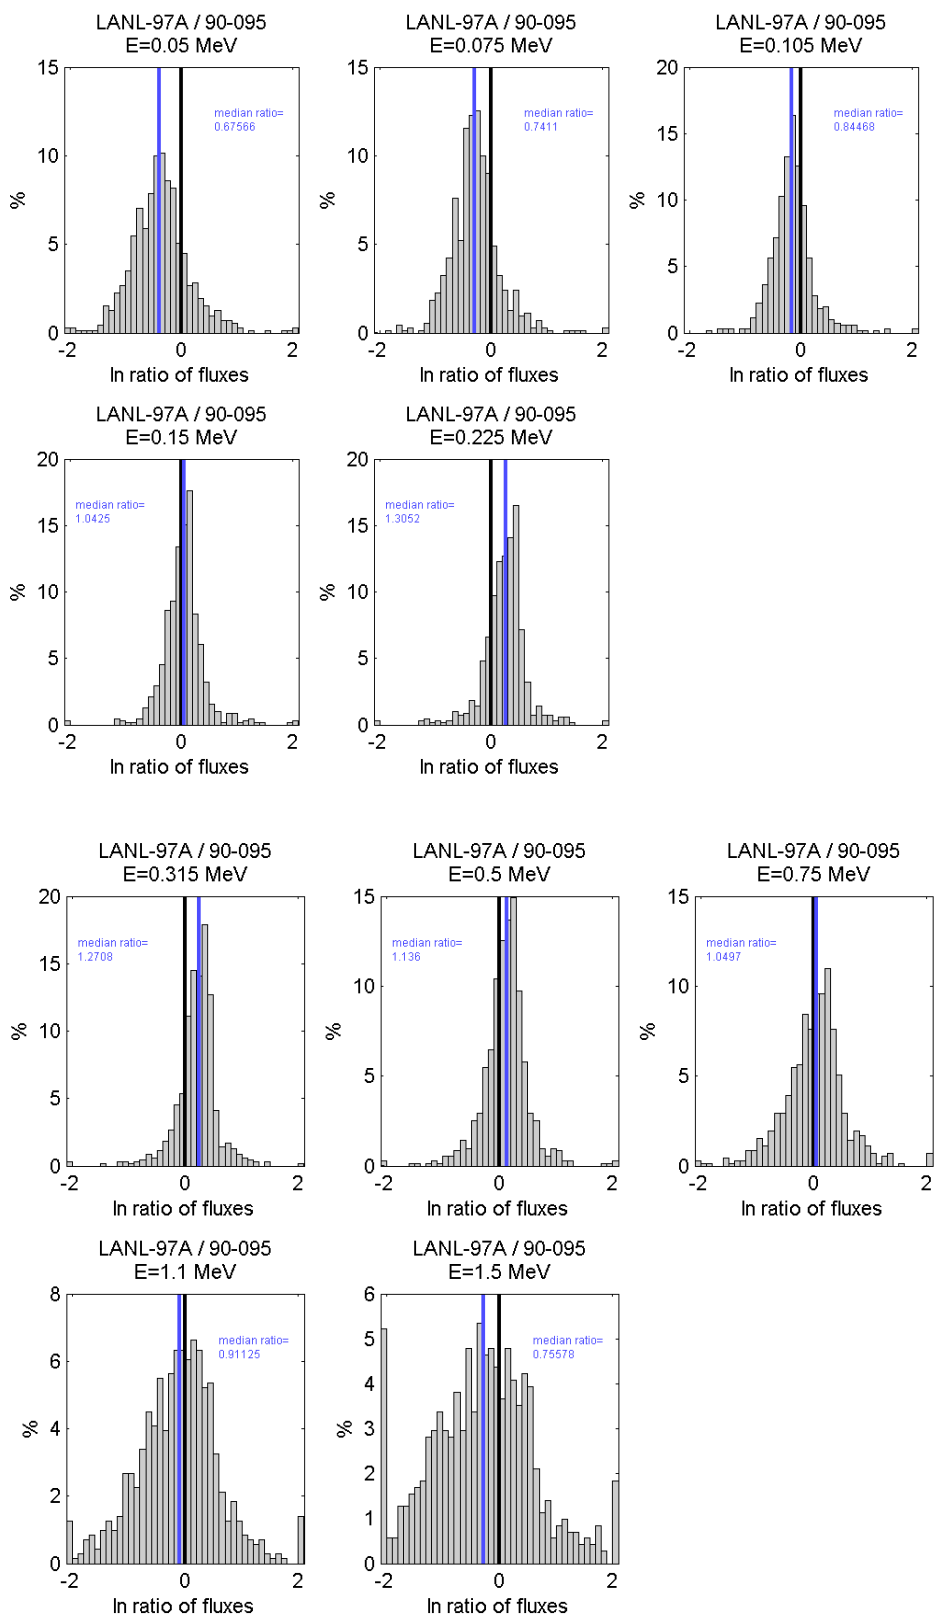 LANL-97A / 90-095
E=0.05 MeV
15
10
5
0
%
median ratio=
0.67566
-2 0 2
ln ratio of fluxes
LANL-97A / 90-095
E=0.075 MeV
15
10
5
0
%
median ratio=
0.7411
-2 0 2
ln ratio of fluxes
LANL-97A / 90-095
E=0.105 MeV
20
15
10
5
0
%
median ratio=
0.84468
-2 0 2
ln ratio of fluxes
LANL-97A / 90-095
E=0.15 MeV
20
15
10
5
0
%
median ratio=
1.0425
-2 0 2
ln ratio of fluxes
LANL-97A / 90-095
E=0.225 MeV
20
15
10
5
0
%
median ratio=
1.3052
-2 0 2
ln ratio of fluxes
LANL-97A / 90-095
E=0.315 MeV
20
15
10
5
0
%
median ratio=
1.2708
-2 0 2
ln ratio of fluxes
LANL-97A / 90-095
E=0.5 MeV
15
10
5
0
%
median ratio=
1.136
-2 0 2
ln ratio of fluxes
LANL-97A / 90-095
E=0.75 MeV
15
10
5
0
%
median ratio=
1.0497
-2 0 2
ln ratio of fluxes
LANL-97A / 90-095
E=1.1 MeV
8
6
4
2
0
%
median ratio=
0.91125
-2 0 2
ln ratio of fluxes
LANL-97A / 90-095
E=1.5 MeV
6
5
4
3
2
1
0
%
median ratio=
0.75578
-2 0 2
ln ratio of fluxes